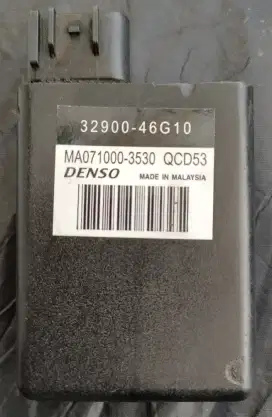 32900-46G10
MA071000-3530 QCD53
DENSO MADE IN MALAYSIA